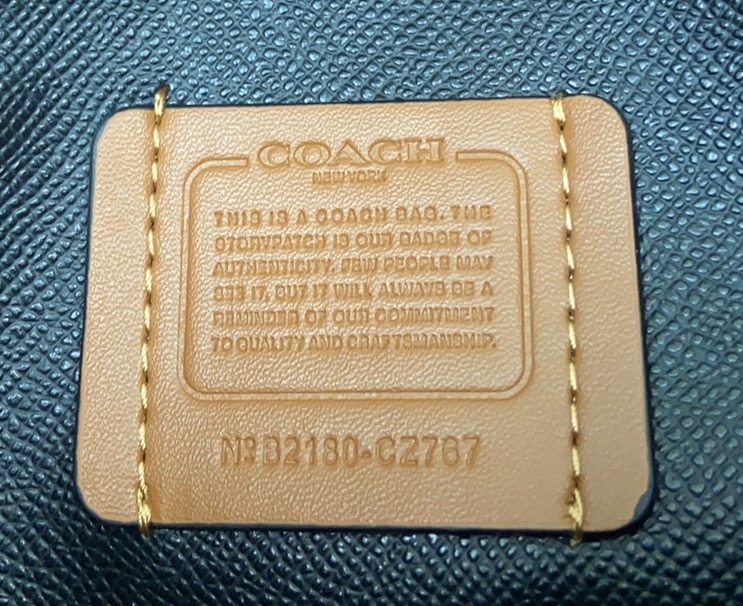 COACH
NEW YORK
THIS IS A COACH BAG. THE
STORYPATCH IS OUR BADGE OF
AUTHENTICITY. FEW PEOPLE MAY
SEE IT, BUT IT WILL ALWAYS BE A
REMINDER OF OUR COMMITMENT
TO QUALITY AND CRAFTSMANSHIP.
Nº B2180-CZ767